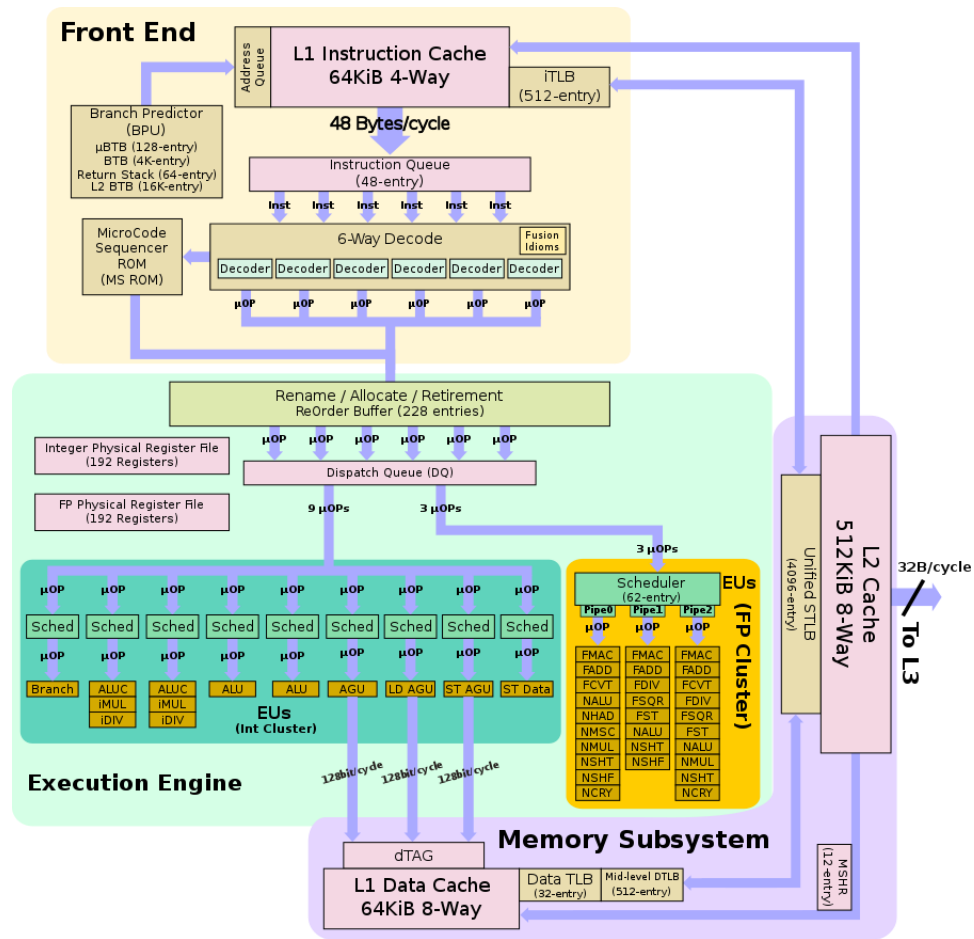 Front End
Address
Queue
L1 Instruction Cache
64KiB 4-Way
iTLB
(512-entry)
Branch Predictor
(BPU)
µBTB (128-entry)
BTB (4K-entry)
Return Stack (64-entry)
L2 BTB (16K-entry)
48 Bytes/cycle
Instruction Queue
(48-entry)
Inst Inst Inst Inst Inst Inst
MicroCode
Sequencer
ROM
(MS ROM)
6-Way Decode
Fusion
Idioms
Decoder Decoder Decoder Decoder Decoder Decoder
µOP µOP µOP µOP µOP µOP
Rename / Allocate / Retirement
ReOrder Buffer (228 entries)
µOP µOP µOP µOP µOP µOP
Integer Physical Register File
(192 Registers)
Dispatch Queue (DQ)
FP Physical Register File
(192 Registers)
9 µOPs
3 µOPs
3 µOPs
µOP µOP µOP µOP µOP µOP µOP µOP µOP
Sched Sched Sched Sched Sched Sched Sched Sched Sched
µOP µOP µOP µOP µOP µOP µOP µOP µOP
Branch ALUC ALUC ALU ALU AGU LD AGU ST AGU ST Data
iMUL iMUL
iDIV iDIV
EUs
(Int Cluster)
Scheduler
(62-entry)
EUs
(FP Cluster)
Pipe0 Pipe1 Pipe2
µOP µOP µOP
FMAC FMAC FMAC
FADD FADD FADD
FCVT FDIV FCVT
NALU FSQR FDIV
NHAD FST FSQR
NMSC NALU FST
NMUL NSHT NALU
NSHT NSHF NMUL
NSHF NSHT
NCRY NCRY
128bit/cycle 128bit/cycle 128bit/cycle
Execution Engine
Unified STLB
(4096-entry)
L2 Cache
512KiB 8-Way
32B/cycle
To L3
Memory Subsystem
dTAG
L1 Data Cache
64KiB 8-Way
Data TLB
(32-entry)
Mid-level DTLB
(512-entry)
MSHR
(12-entry)